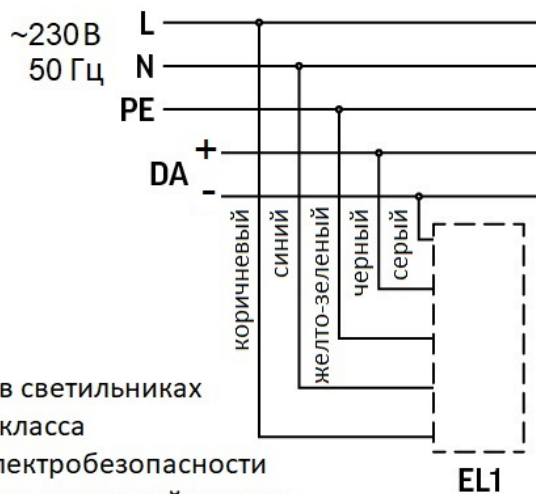 ~230 В
50 Гц
L
N
PE
DA
+
-
коричневый
синий
желто-зеленый
черный
серый
в светильниках
класса
лектробезопасности
EL1